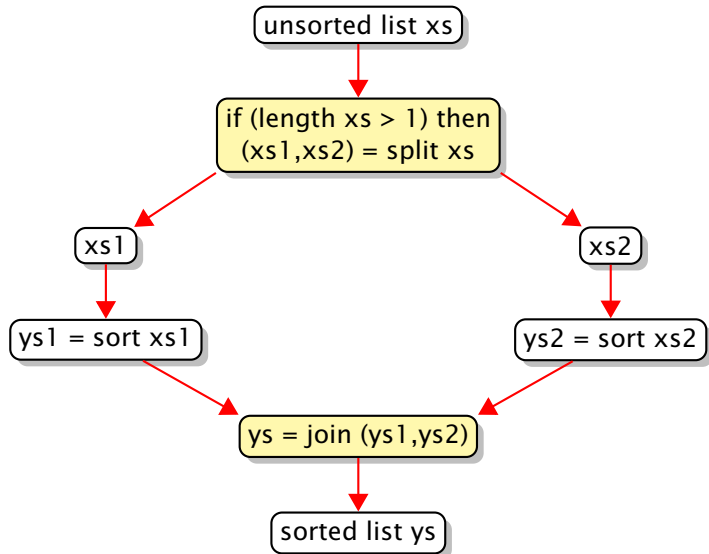 unsorted list xs
if (length xs > 1) then
(xs1,xs2) = split xs
xs1
xs2
ys1 = sort xs1
ys2 = sort xs2
ys = join (ys1,ys2)
sorted list ys